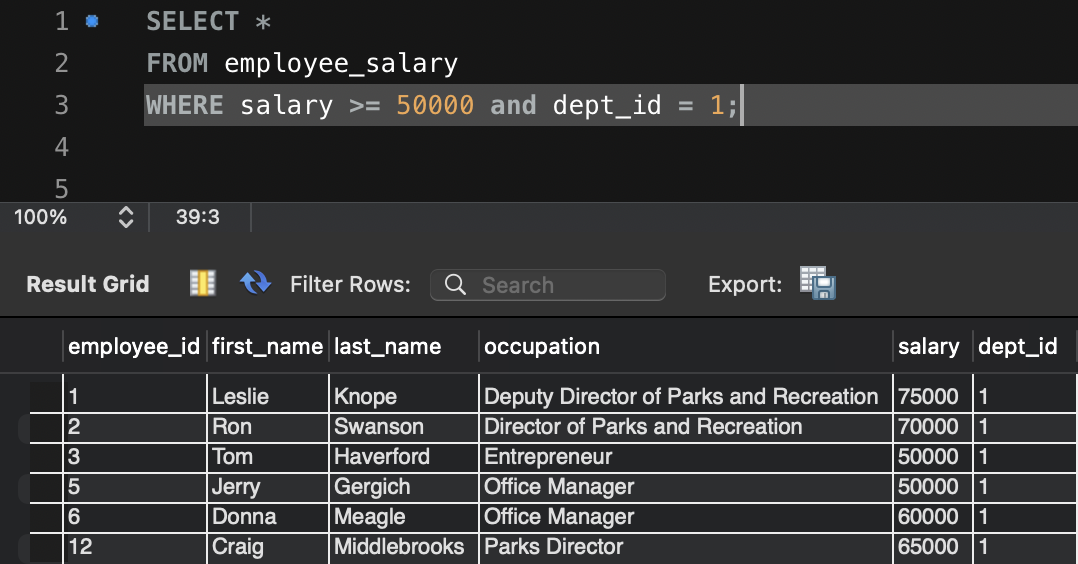 1 SELECT *
2 FROM employee_salary
3 WHERE salary >= 50000 and dept_id = 1;
4
5
100% 39:3
Result Grid Filter Rows: Search Export:
employee_id first_name last_name occupation salary dept_id
1 Leslie Knope Deputy Director of Parks and Recreation 75000 1
2 Ron Swanson Director of Parks and Recreation 70000 1
3 Tom Haverford Entrepreneur 50000 1
5 Jerry Gergich Office Manager 50000 1
6 Donna Meagle Office Manager 60000 1
12 Craig Middlebrooks Parks Director 65000 1